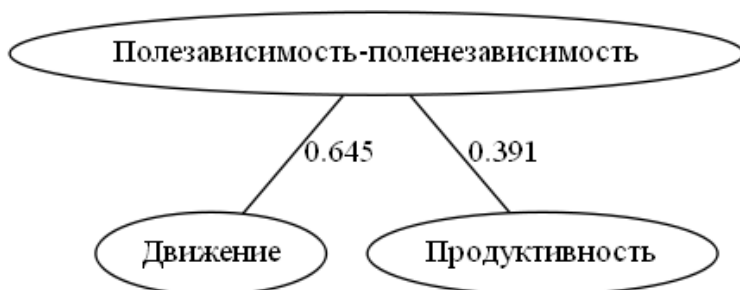 Полезависимость-поленезависимость
0.645
0.391
Движение
Продуктивность